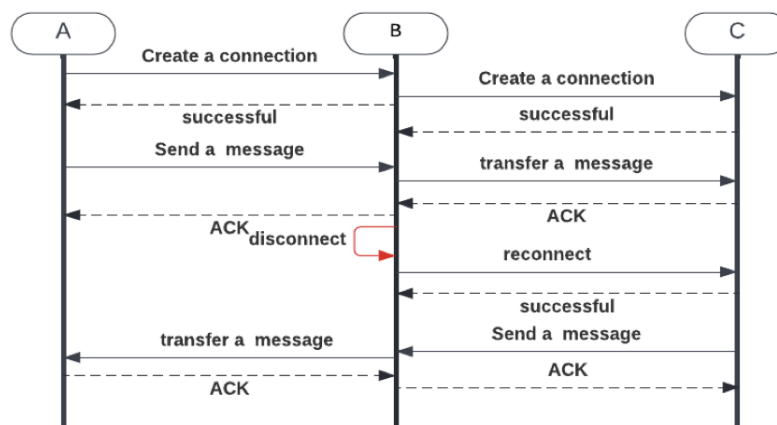 A
B
C
Create a connection
Create a connection
successful
successful
Send a message
transfer a message
ACK
ACK
disconnect
reconnect
successful
Send a message
transfer a message
ACK
ACK